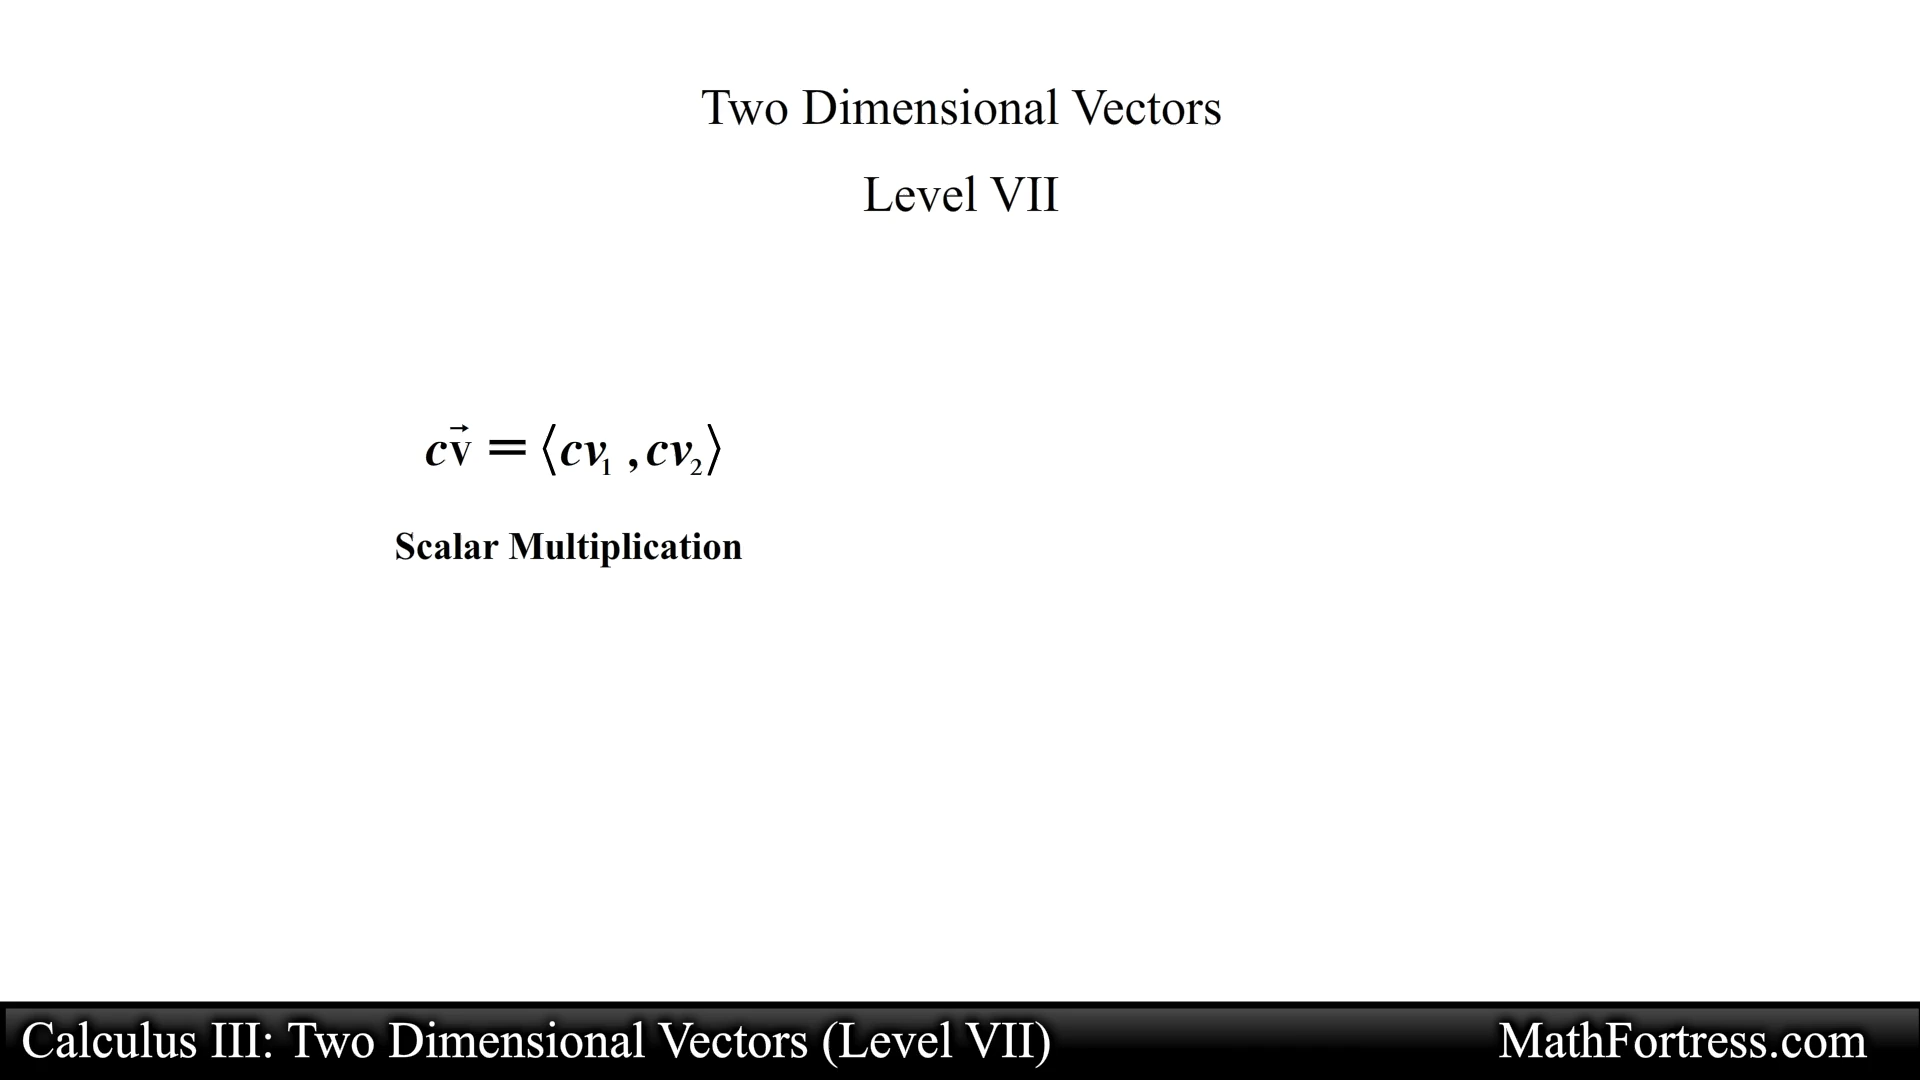 Two Dimensional Vectors
Level VII
cv⃗ = ⟨cv₁ , cv₂⟩
Scalar Multiplication
Calculus III: Two Dimensional Vectors (Level VII)
MathFortress.com